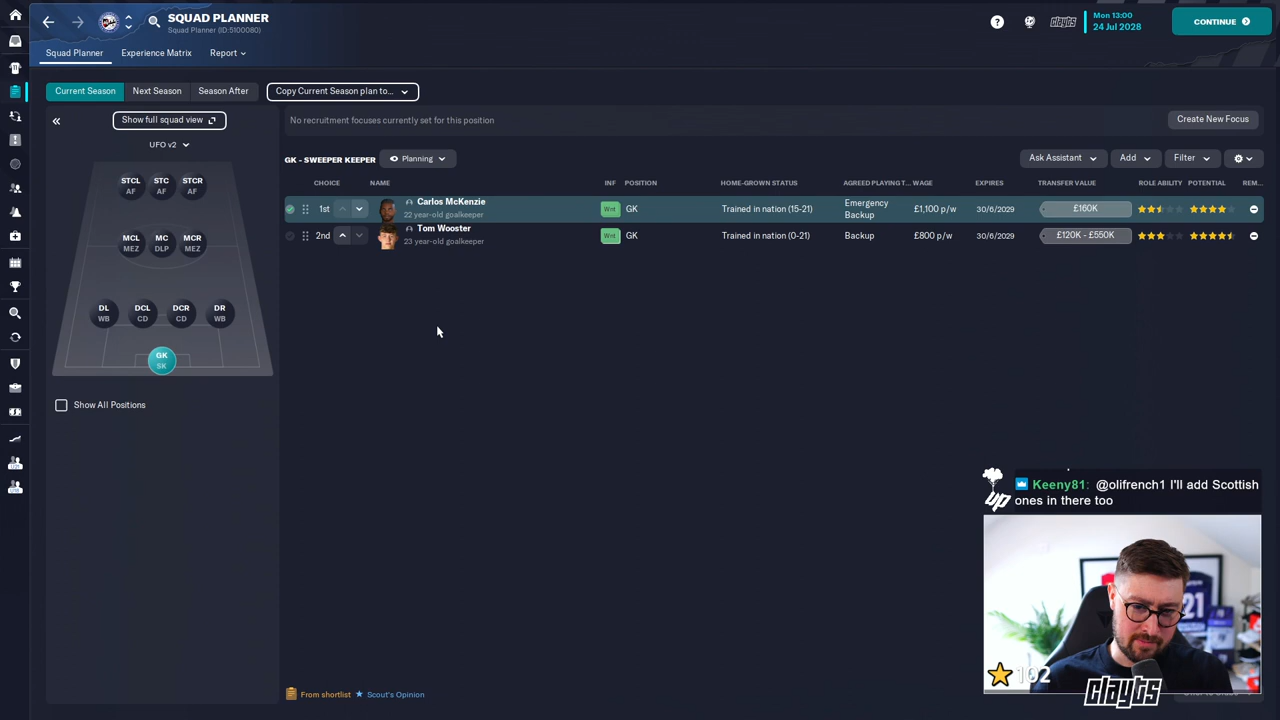 SQUAD PLANNER
Squad Planner (ID:5100080)
clayts
Mon 13:00
24 Jul 2028
CONTINUE
Squad Planner
Experience Matrix
Report
Current Season
Next Season
Season After
Copy Current Season plan to...
Show full squad view
No recruitment focuses currently set for this position
Create New Focus
UFO v2
GK - SWEEPER KEEPER
Planning
Ask Assistant
Add
Filter
CHOICE
NAME
INF
POSITION
HOME-GROWN STATUS
AGREED PLAYING T...
WAGE
EXPIRES
TRANSFER VALUE
ROLE ABILITY
POTENTIAL
REM...
1st
Carlos McKenzie
22 year-old goalkeeper
Wnt
GK
Trained in nation (15-21)
Emergency
Backup
£1,100 p/w
30/6/2029
£160K
2nd
Tom Wooster
23 year-old goalkeeper
Wnt
GK
Trained in nation (0-21)
Backup
£800 p/w
30/6/2029
£120K - £550K
STCL
AF
STC
AF
STCR
AF
MCL
MEZ
MC
DLP
MCR
MEZ
DL
WB
DCL
CD
DCR
CD
DR
WB
GK
SK
Show All Positions
From shortlist
Scout's Opinion
UP
Keeny81: @olifrench1 I'll add Scottish
ones in there too
21
102
clayts